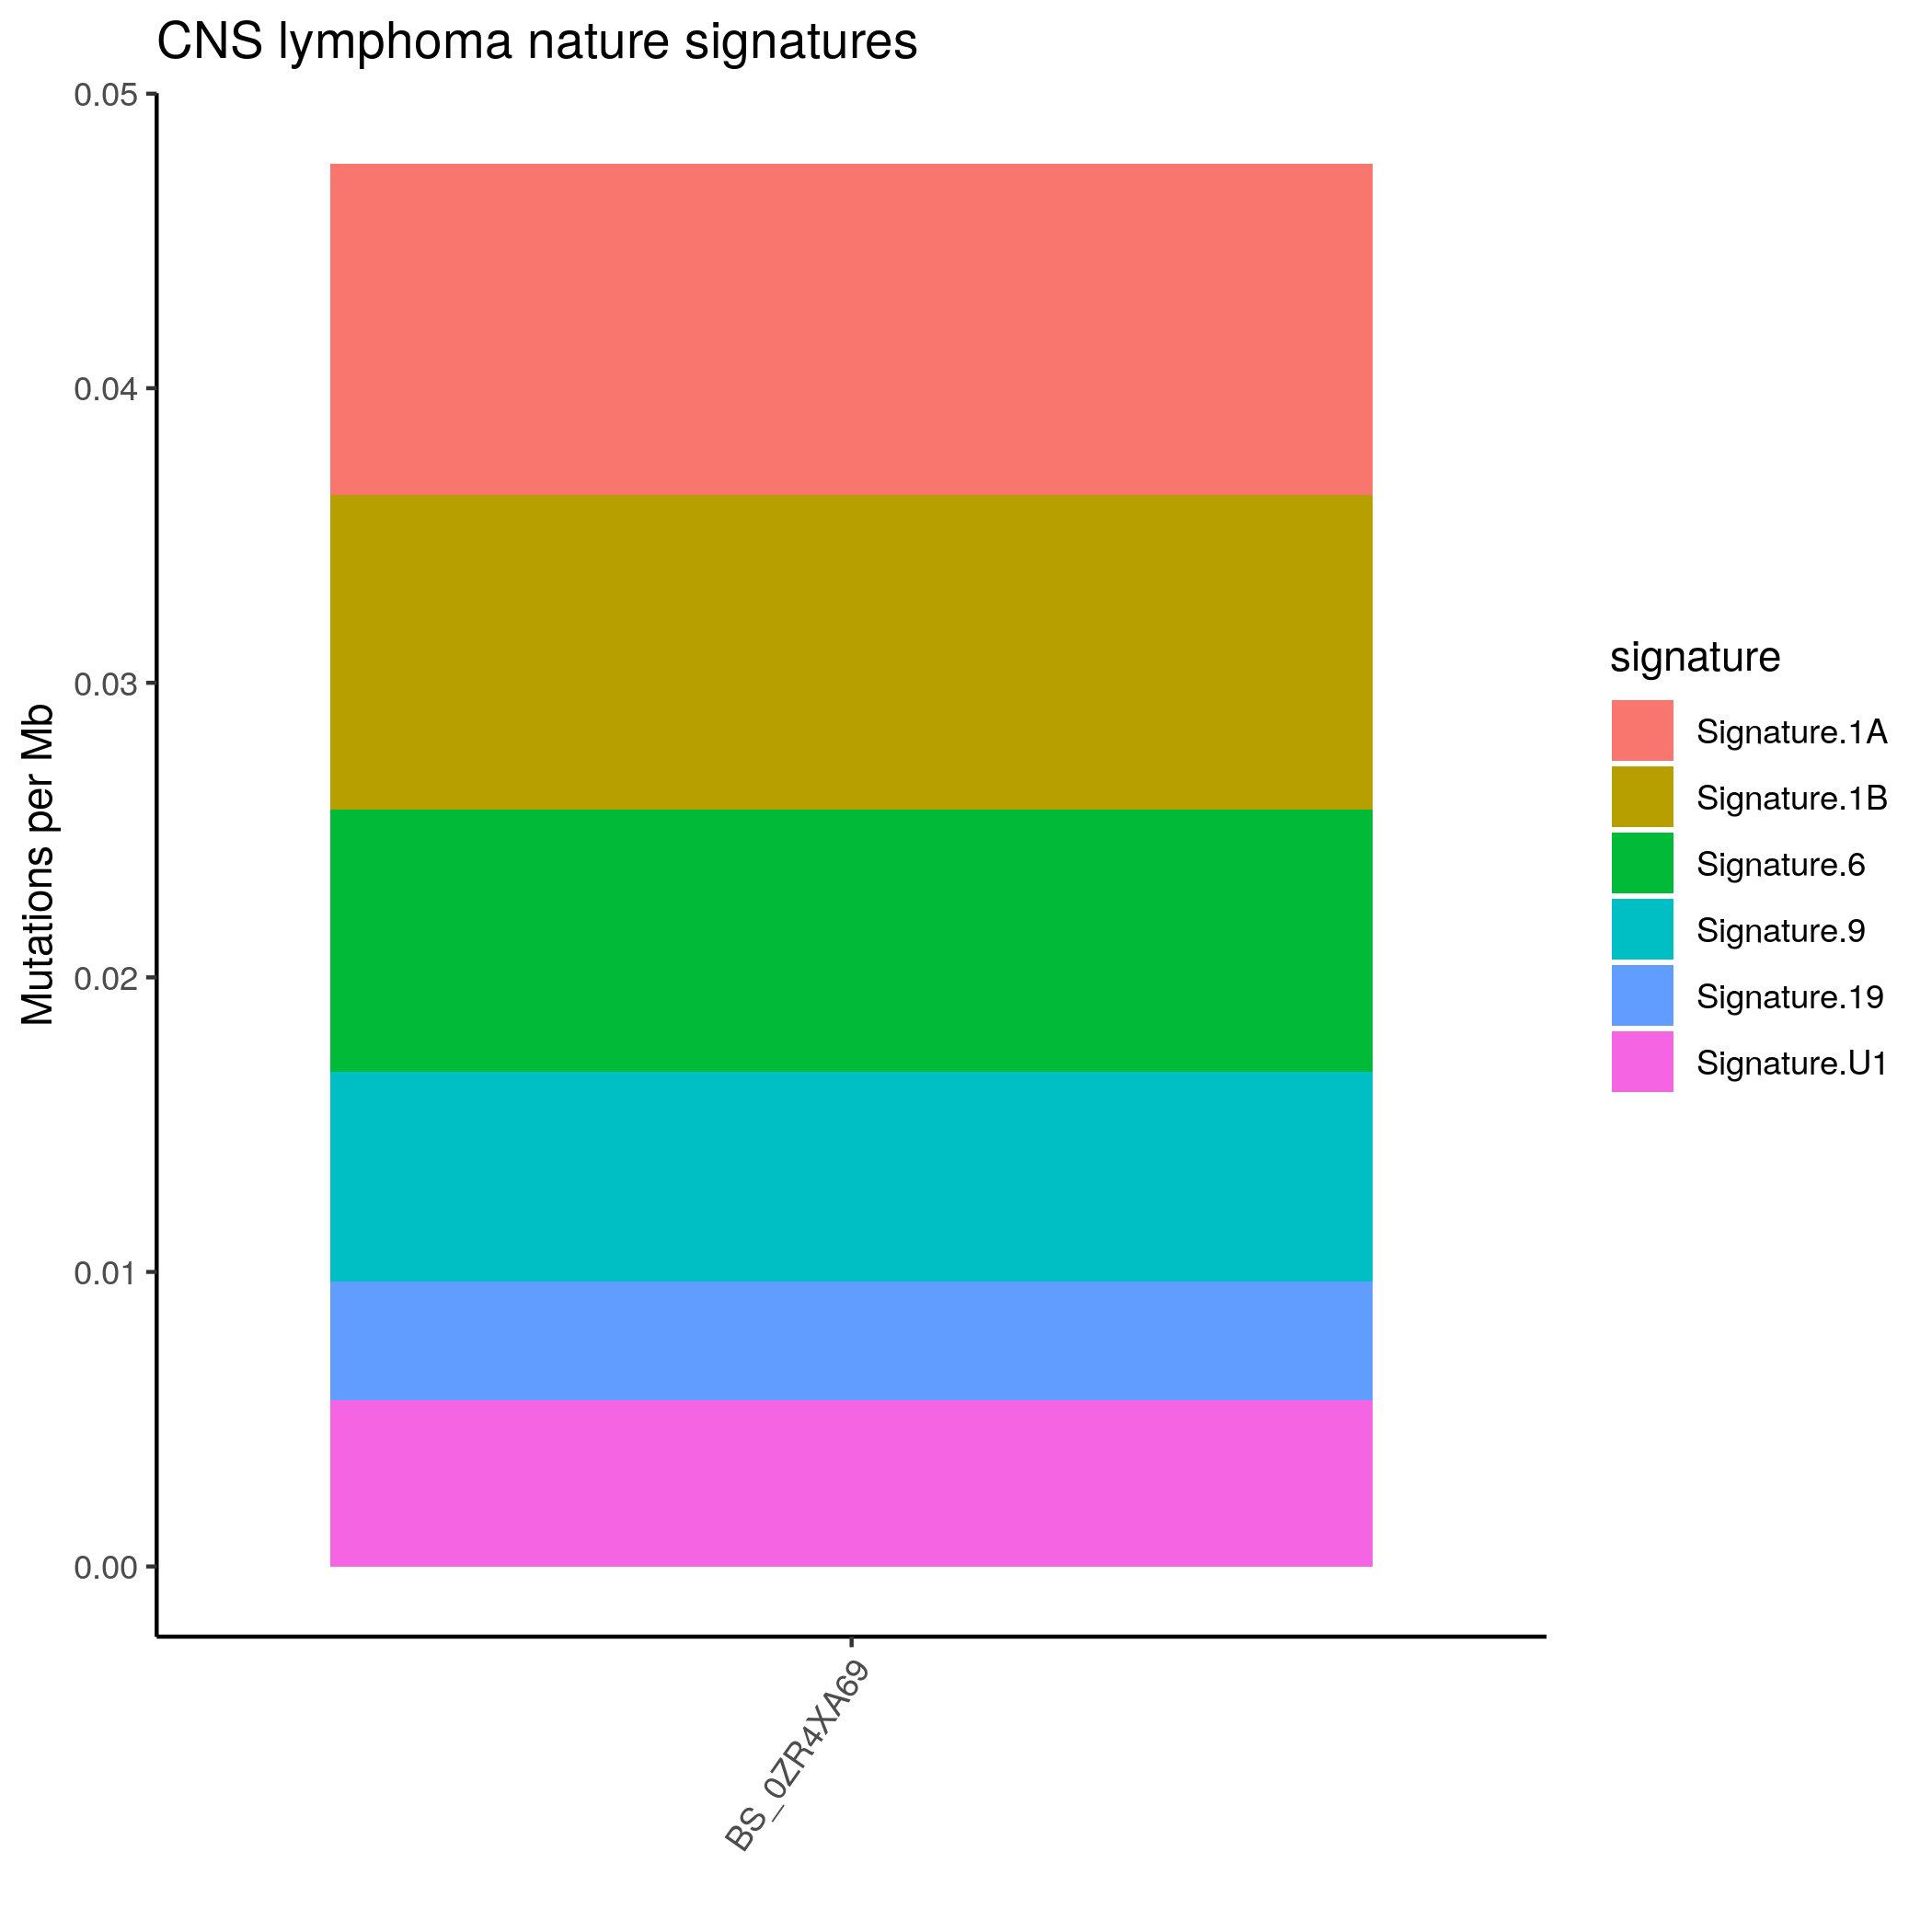 CNS lymphoma nature signatures
0.05
0.04
0.03
0.02
0.01
0.00
Mutations per Mb
BS_0ZR4XA69
signature
Signature.1A
Signature.1B
Signature.6
Signature.9
Signature.19
Signature.U1